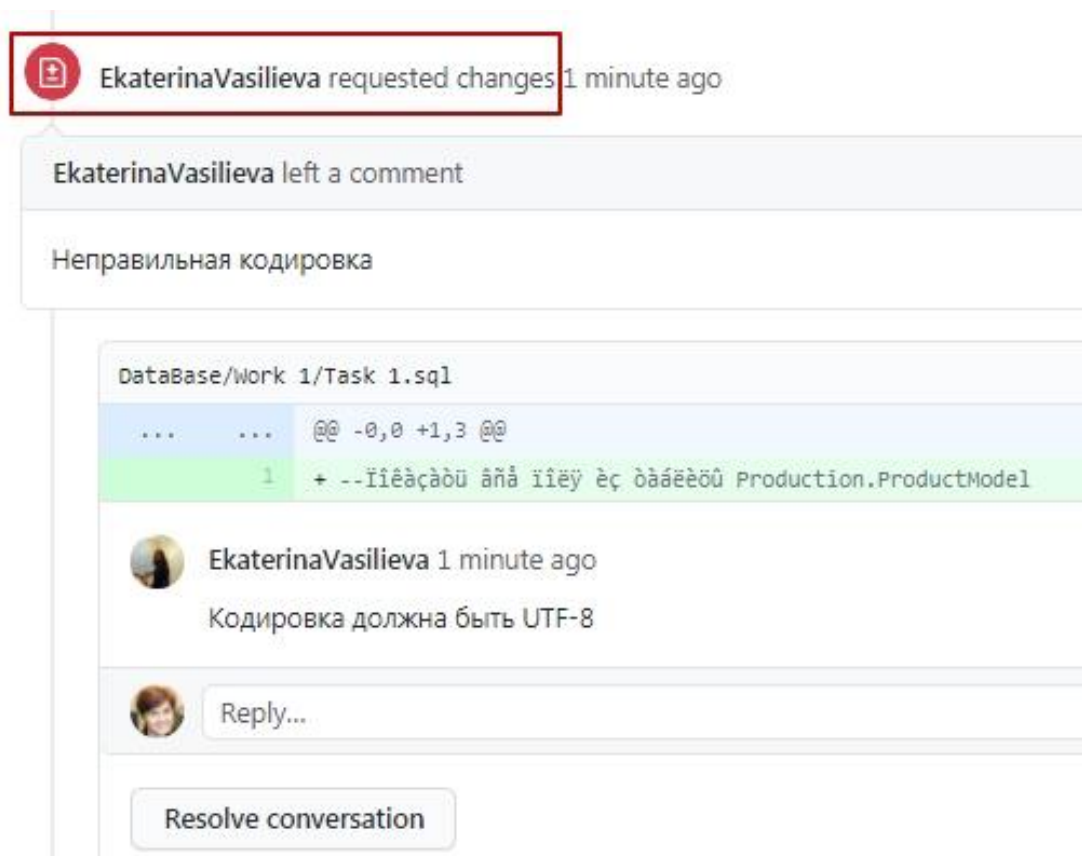 EkaterinaVasilieva requested changes 1 minute ago
EkaterinaVasilieva left a comment
Неправильная кодировка
DataBase/Work 1/Task 1.sql
... ... @@ -0,0 +1,3 @@
1 + --Ïîêàçàòü âñå ïîëÿ èç òàáëèöû Production.ProductModel
EkaterinaVasilieva 1 minute ago
Кодировка должна быть UTF-8
Reply...
Resolve conversation